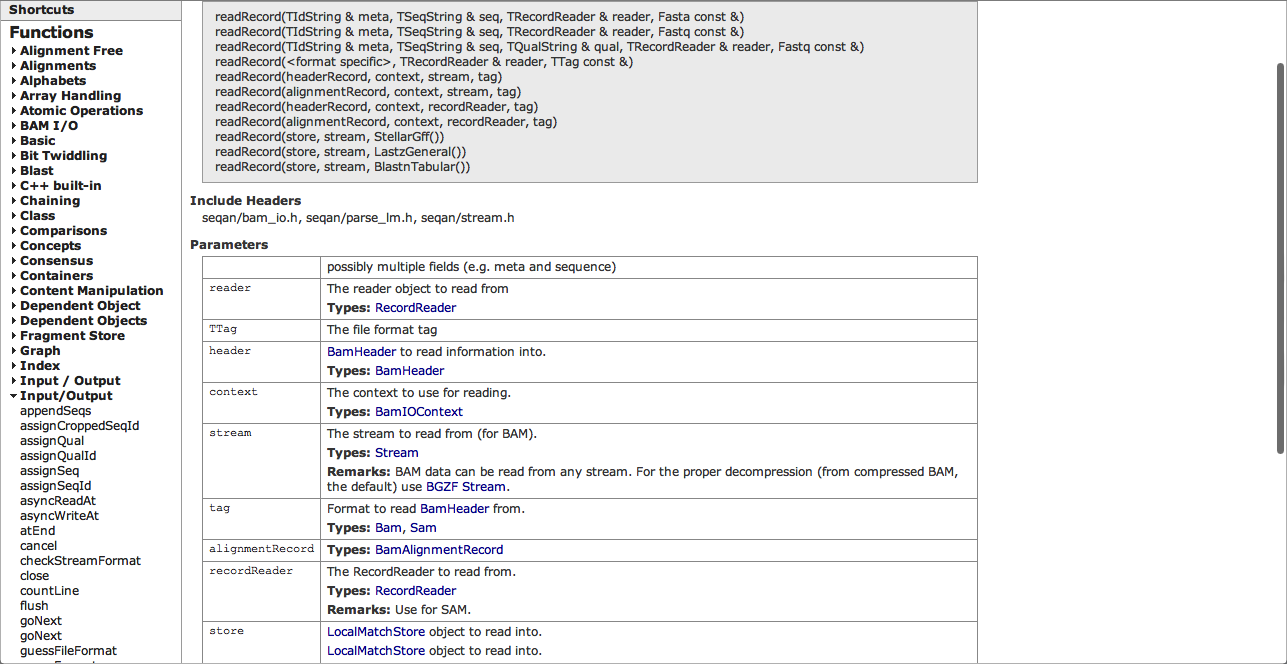 Shortcuts
Functions
Alignment Free
Alignments
Alphabets
Array Handling
Atomic Operations
BAM I/O
Basic
Bit Twiddling
Blast
C++ built-in
Chaining
Class
Comparisons
Concepts
Consensus
Containers
Content Manipulation
Dependent Object
Dependent Objects
Fragment Store
Graph
Index
Input / Output
Input/Output
appendSeqs
assignCroppedSeqId
assignQual
assignQualId
assignSeq
assignSeqId
asyncReadAt
asyncWriteAt
atEnd
cancel
checkStreamFormat
close
countLine
flush
goNext
goNext
guessFileFormat
readRecord(TIdString & meta, TSeqString & seq, TRecordReader & reader, Fasta const &)
readRecord(TIdString & meta, TSeqString & seq, TRecordReader & reader, Fastq const &)
readRecord(TIdString & meta, TSeqString & seq, TQualString & qual, TRecordReader & reader, Fastq const &)
readRecord(<format specific>, TRecordReader & reader, TTag const &)
readRecord(headerRecord, context, stream, tag)
readRecord(alignmentRecord, context, stream, tag)
readRecord(headerRecord, context, recordReader, tag)
readRecord(alignmentRecord, context, recordReader, tag)
readRecord(store, stream, StellarGff())
readRecord(store, stream, LastzGeneral())
readRecord(store, stream, BlastnTabular())
Include Headers
seqan/bam_io.h, seqan/parse_lm.h, seqan/stream.h
Parameters
possibly multiple fields (e.g. meta and sequence)
reader The reader object to read from
Types: RecordReader
TTag The file format tag
header BamHeader to read information into.
Types: BamHeader
context The context to use for reading.
Types: BamIOContext
stream The stream to read from (for BAM).
Types: Stream
Remarks: BAM data can be read from any stream. For the proper decompression (from compressed BAM,
the default) use BGZF Stream.
tag Format to read BamHeader from.
Types: Bam, Sam
alignmentRecord Types: BamAlignmentRecord
recordReader The RecordReader to read from.
Types: RecordReader
Remarks: Use for SAM.
store LocalMatchStore object to read into.
LocalMatchStore object to read into.